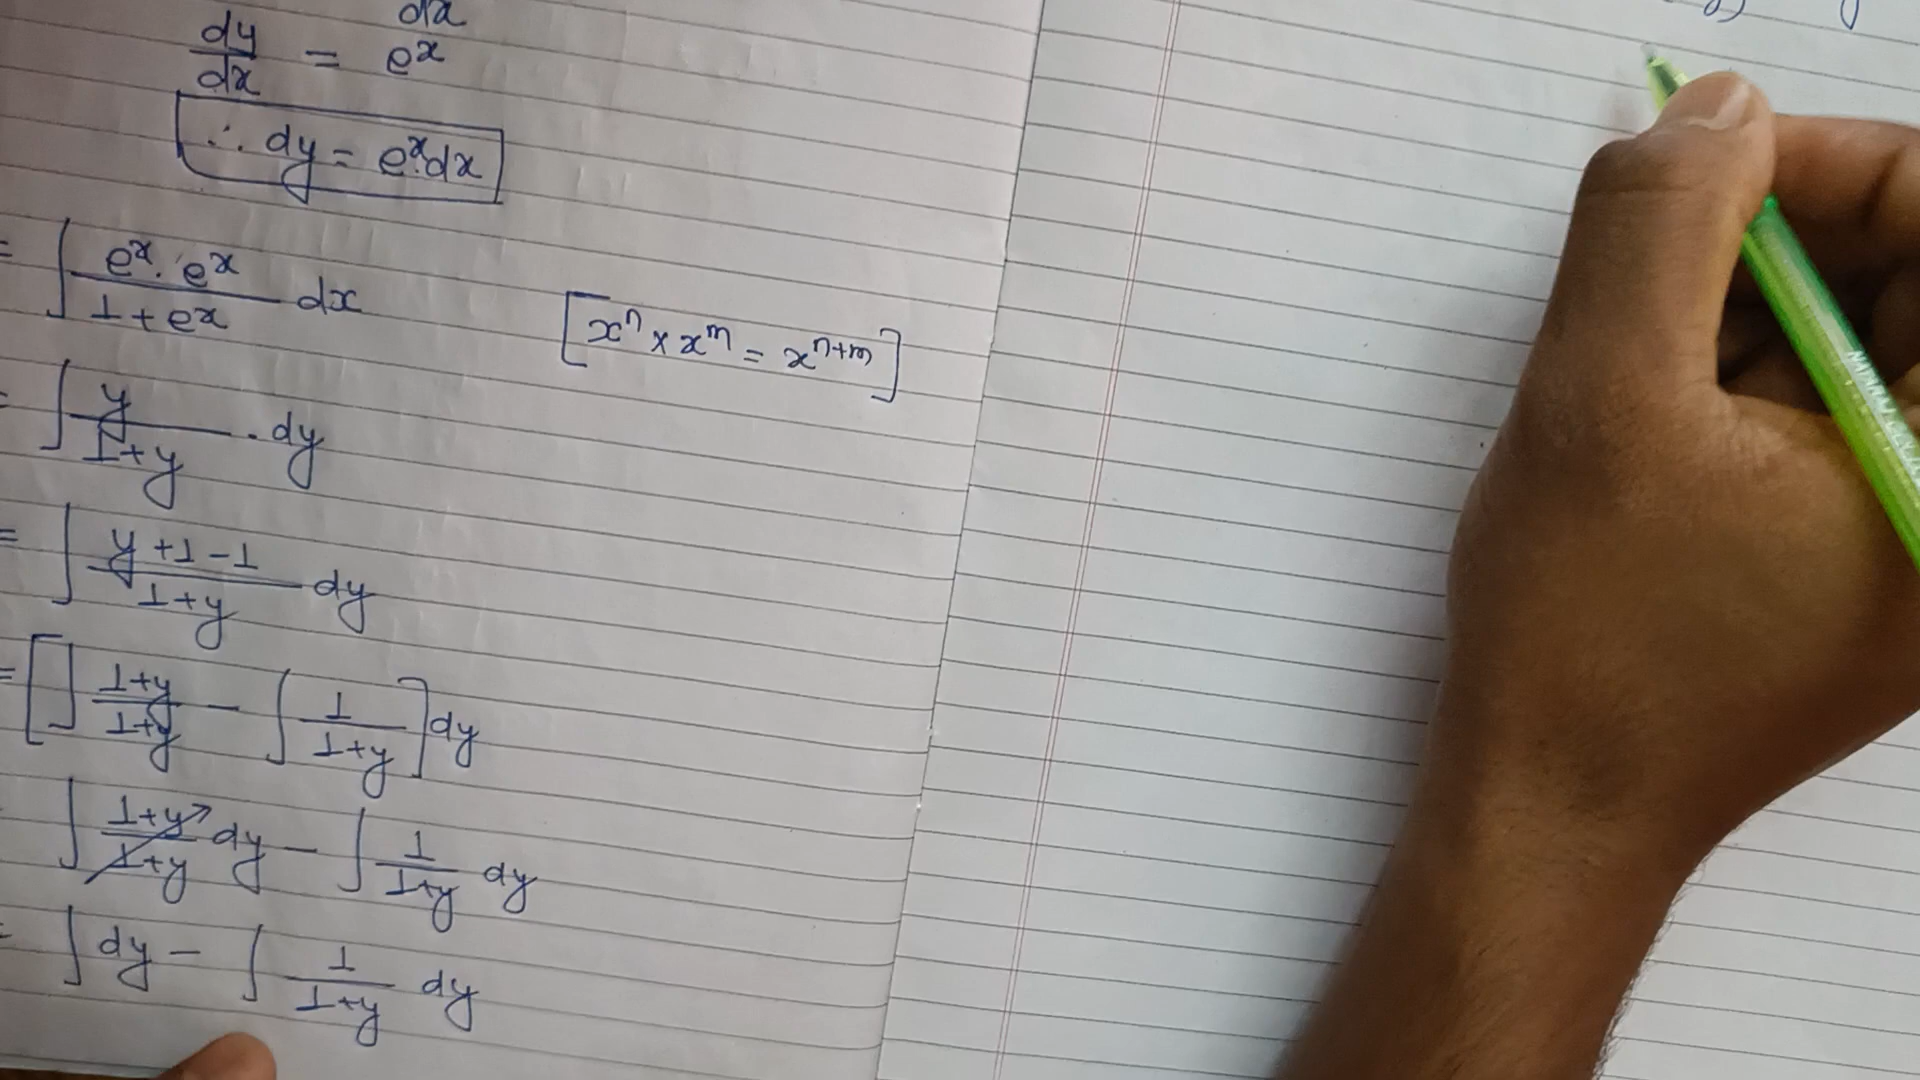 dx
dy/dx = e^x
∴ dy = e^x.dx
= ∫ e^x. e^x / 1+e^x dx
[x^n × x^m = x^{n+m}]
= ∫ y / 1+y . dy
= ∫ y+1-1 / 1+y dy
= [∫ 1+y / 1+y - ∫ 1 / 1+y] dy
∫ 1+y / 1+y dy - ∫ 1 / 1+y dy
= ∫ dy - ∫ 1 / 1+y dy